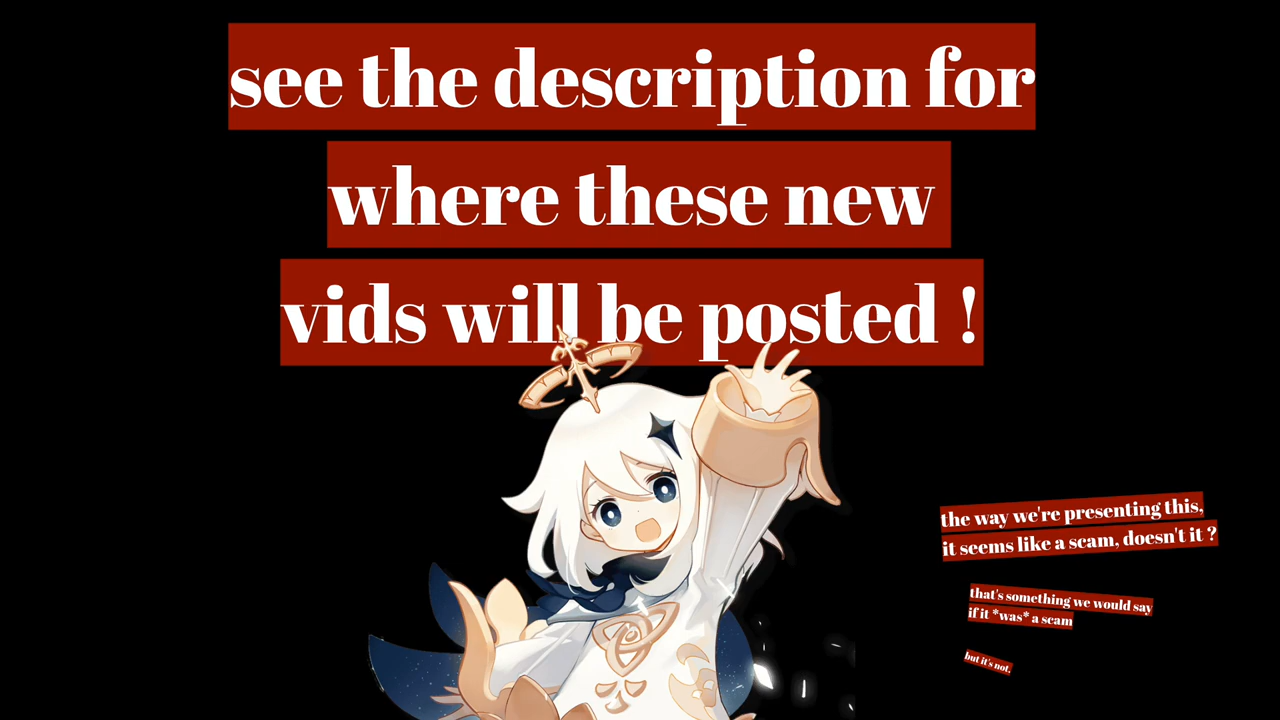 see the description for
where these new
vids will be posted !
the way we're presenting this,
it seems like a scam, doesn't it ?
that's something we would say
if it *was* a scam
but it's not.